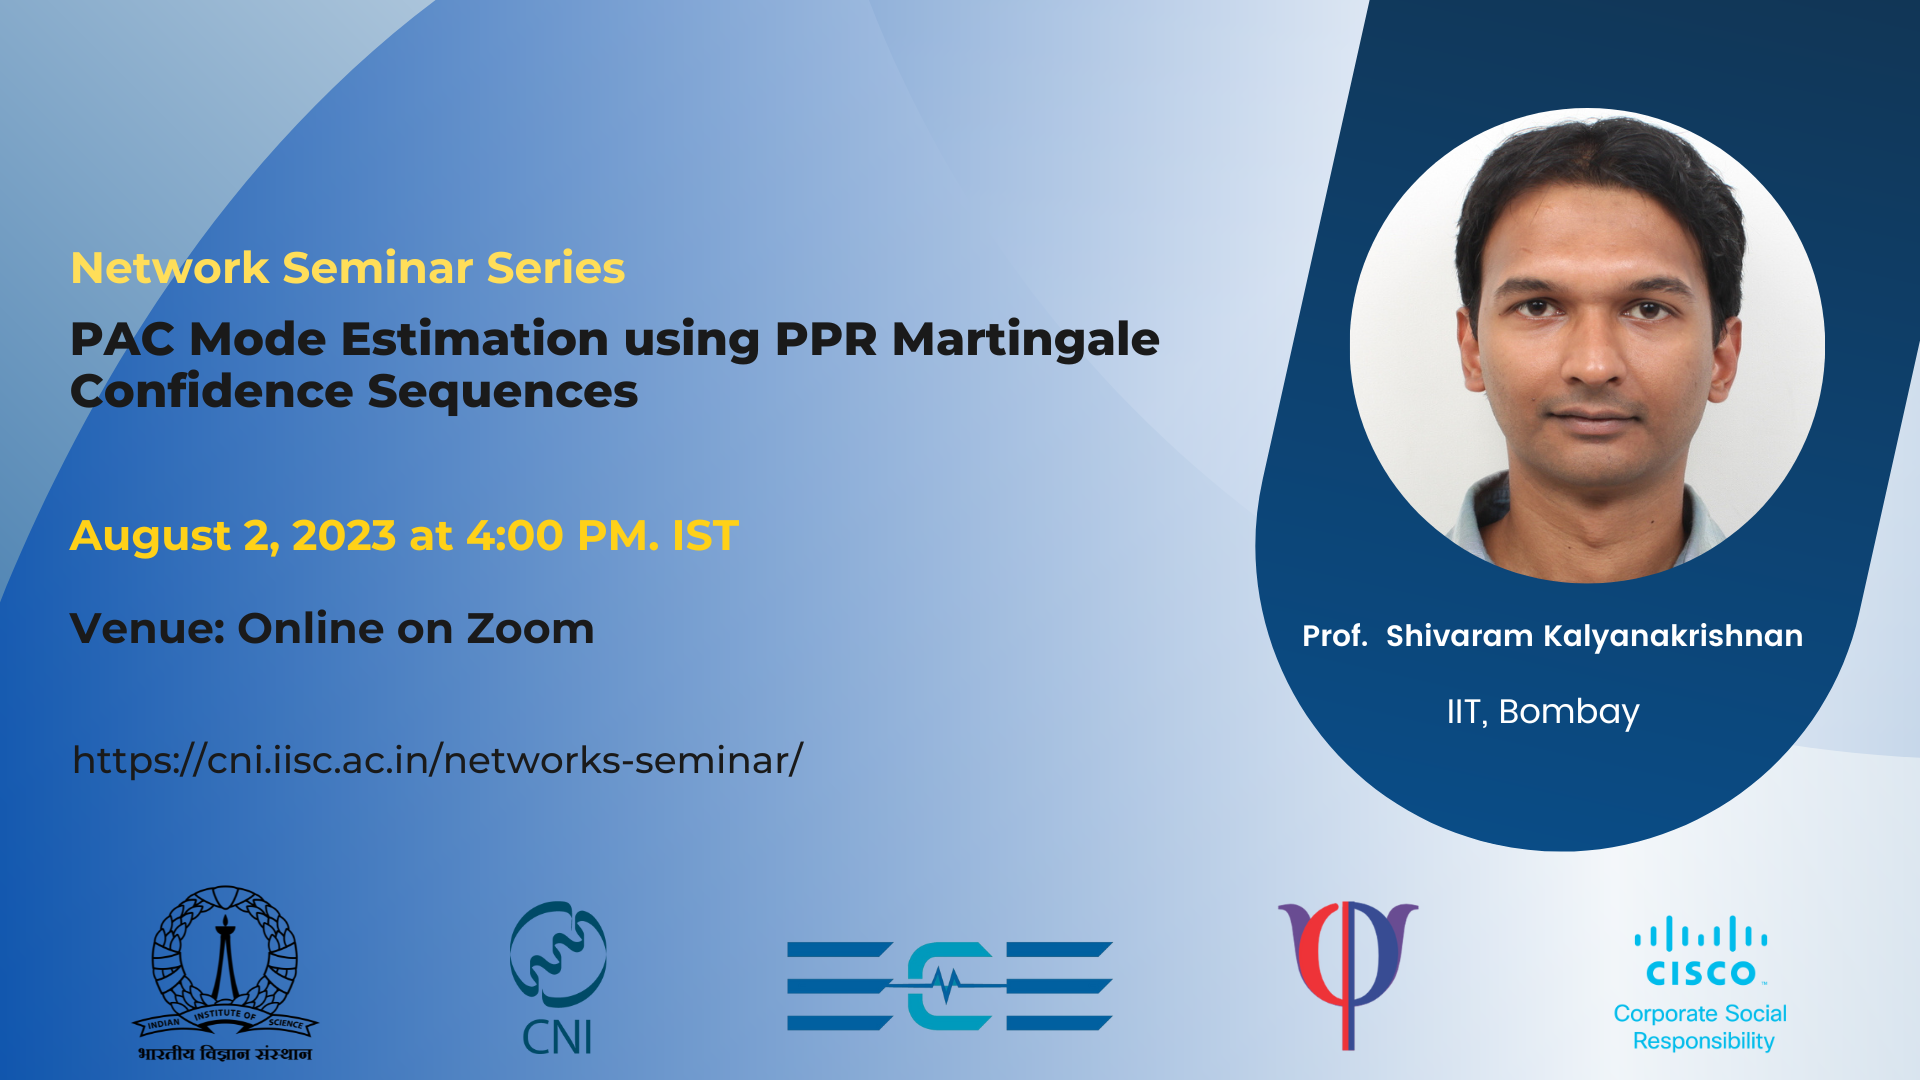 Network Seminar Series
PAC Mode Estimation using PPR Martingale
Confidence Sequences
August 2, 2023 at 4:00 PM. IST
Venue: Online on Zoom
https://cni.iisc.ac.in/networks-seminar/
Prof. Shivaram Kalyanakrishnan
IIT, Bombay
INDIAN INSTITUTE OF SCIENCE
भारतीय विज्ञान संस्थान
CNI
ECE
CISCO
Corporate Social
Responsibility